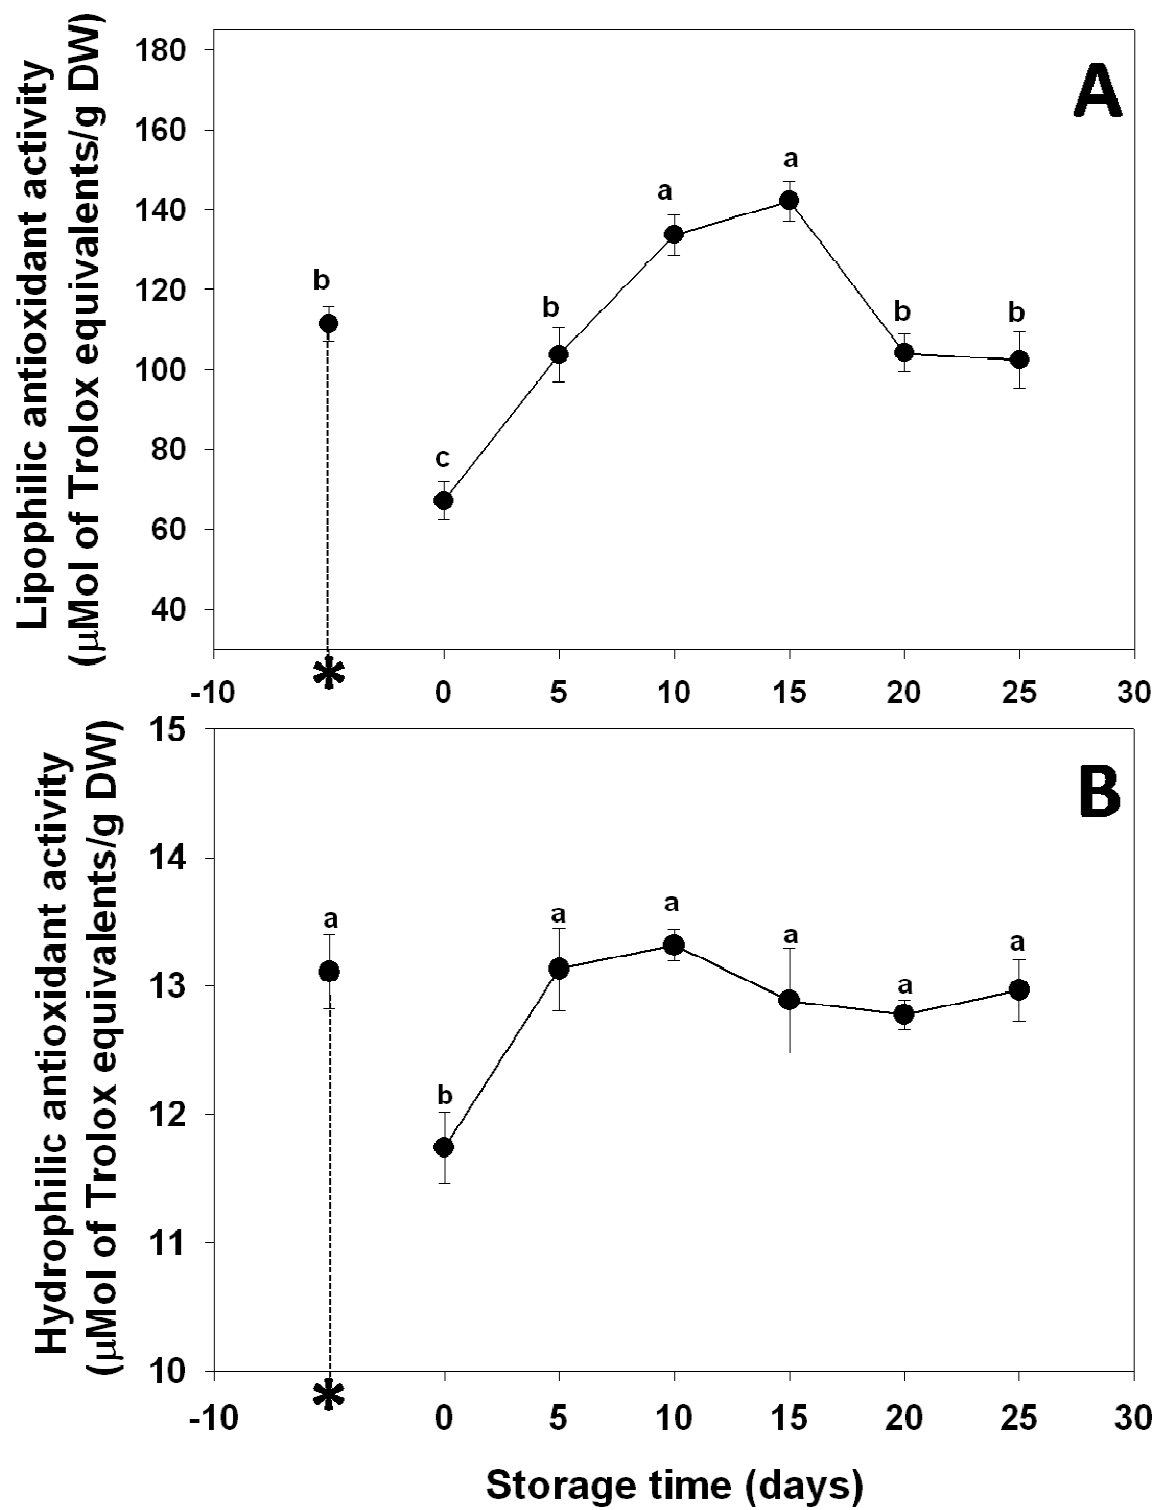 Lipophilic antioxidant activity
(μMol of Trolox equivalents/g DW)
180
160
140
120
100
80
60
40
A
b
c
b
a
a
b
b
*
-10 0 5 10 15 20 25 30
Hydrophilic antioxidant activity
(μMol of Trolox equivalents/g DW)
15
14
13
12
11
10
B
a
b
a
a
a
a
a
*
-10 0 5 10 15 20 25 30
Storage time (days)